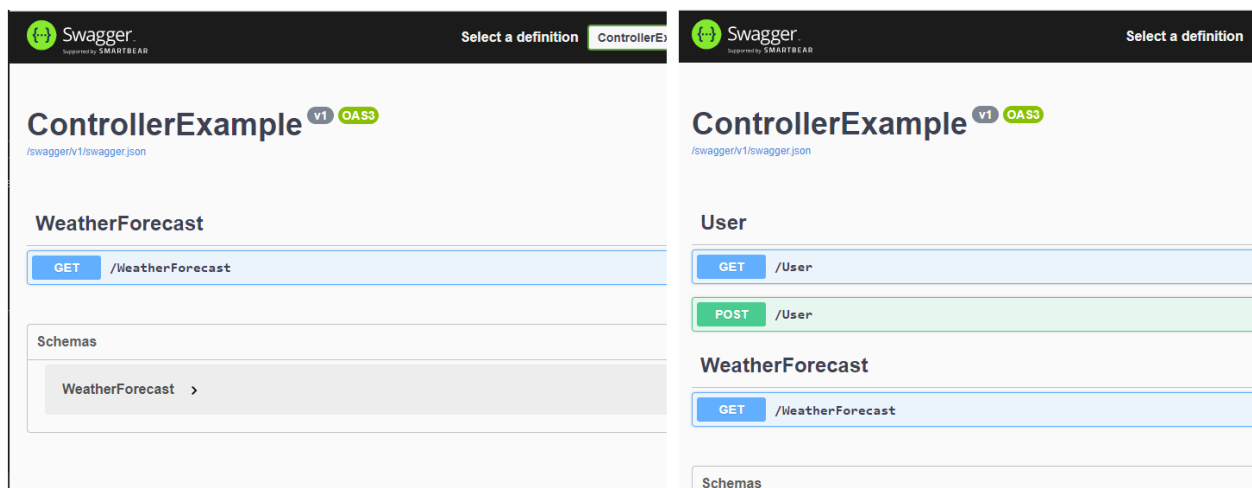 Swagger.
Supported by SMARTBEAR
Select a definition
ControllerEx
ControllerExample v1 OAS3
/swagger/v1/swagger.json
WeatherForecast
GET /WeatherForecast
Schemas
WeatherForecast
Swagger.
Supported by SMARTBEAR
Select a definition
ControllerExample v1 OAS3
/swagger/v1/swagger.json
User
GET /User
POST /User
WeatherForecast
GET /WeatherForecast
Schemas